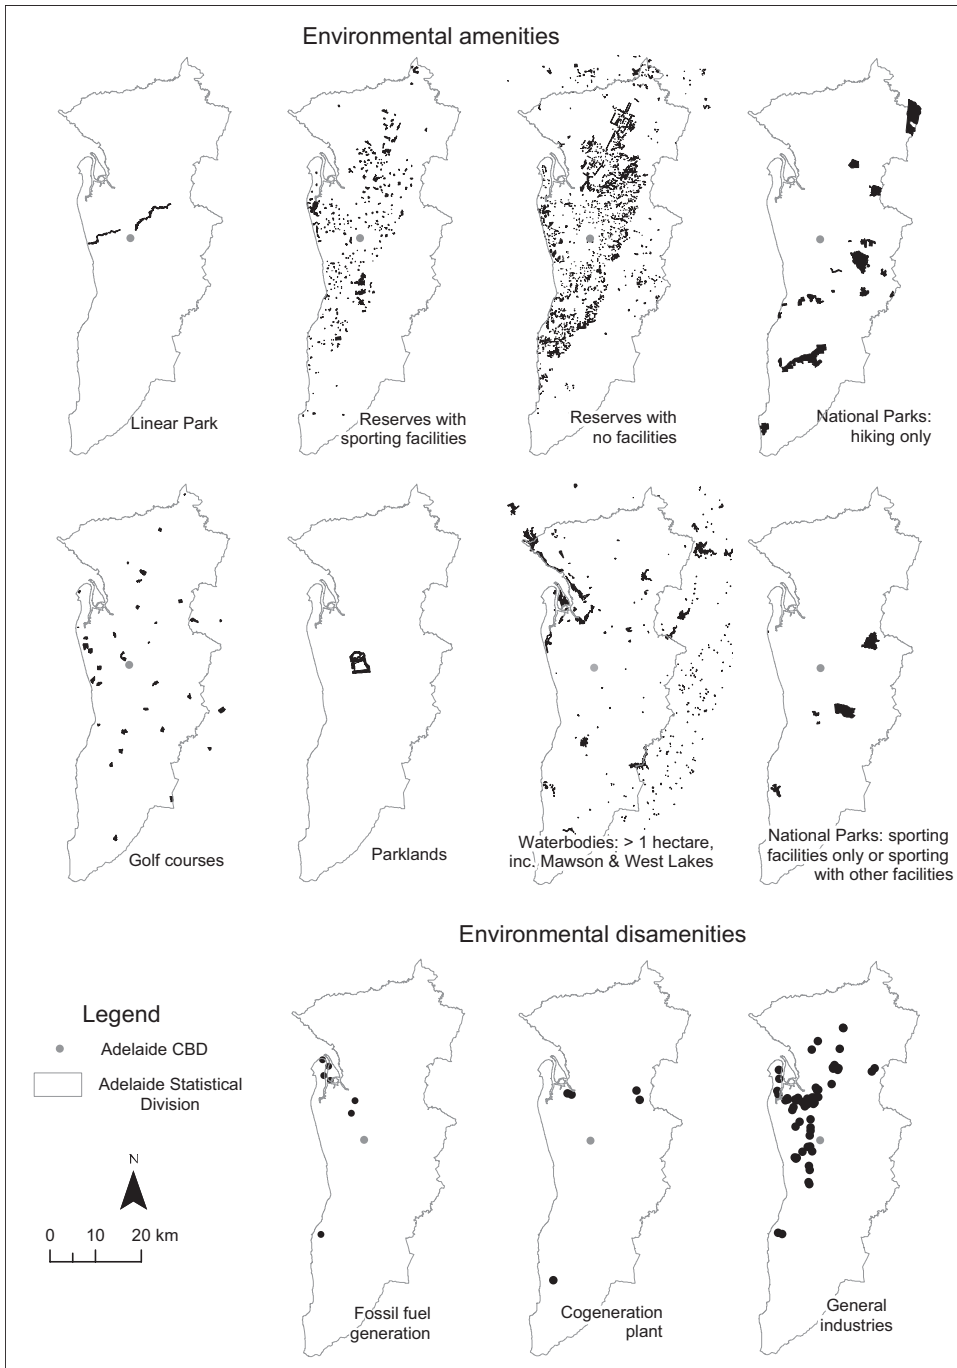 Environmental amenities
Linear Park
Reserves with
sporting facilities
Reserves with
no facilities
National Parks:
hiking only
Golf courses
Parklands
Waterbodies: > 1 hectare,
inc. Mawson & West Lakes
National Parks: sporting
facilities only or sporting
with other facilities
Environmental disamenities
Legend
Adelaide CBD
Adelaide Statistical
Division
N
0 10 20 km
Fossil fuel
generation
Cogeneration
plant
General
industries